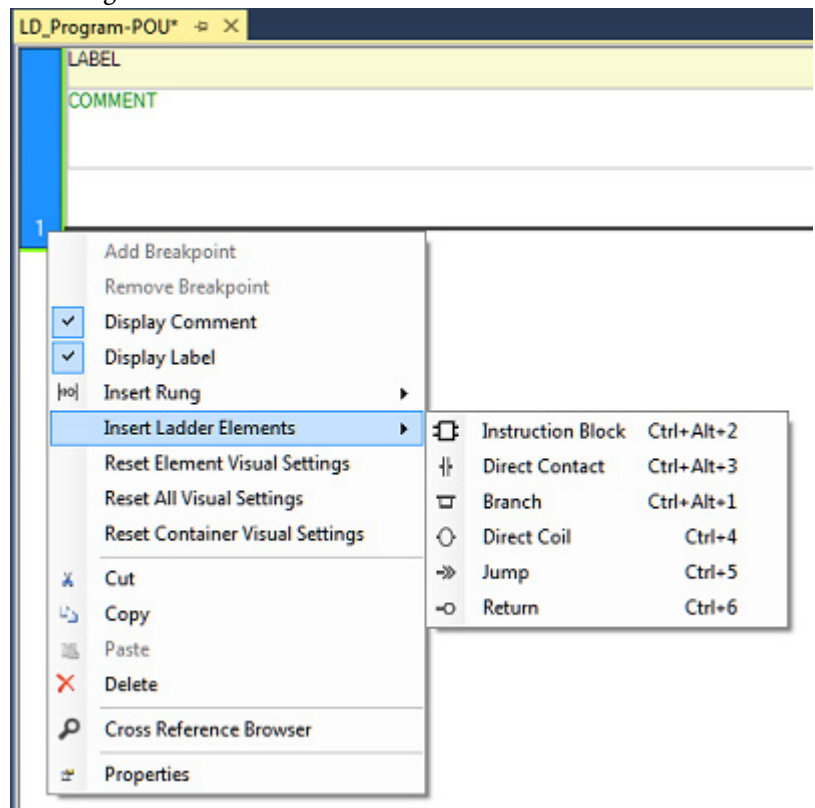 LD_Program-POU*
LABEL
COMMENT
1
Add Breakpoint
Remove Breakpoint
Display Comment
Display Label
Insert Rung
Insert Ladder Elements
Reset Element Visual Settings
Reset All Visual Settings
Reset Container Visual Settings
Cut
Copy
Paste
Delete
Cross Reference Browser
Properties
Instruction Block Ctrl+Alt+2
Direct Contact Ctrl+Alt+3
Branch Ctrl+Alt+1
Direct Coil Ctrl+4
Jump Ctrl+5
Return Ctrl+6